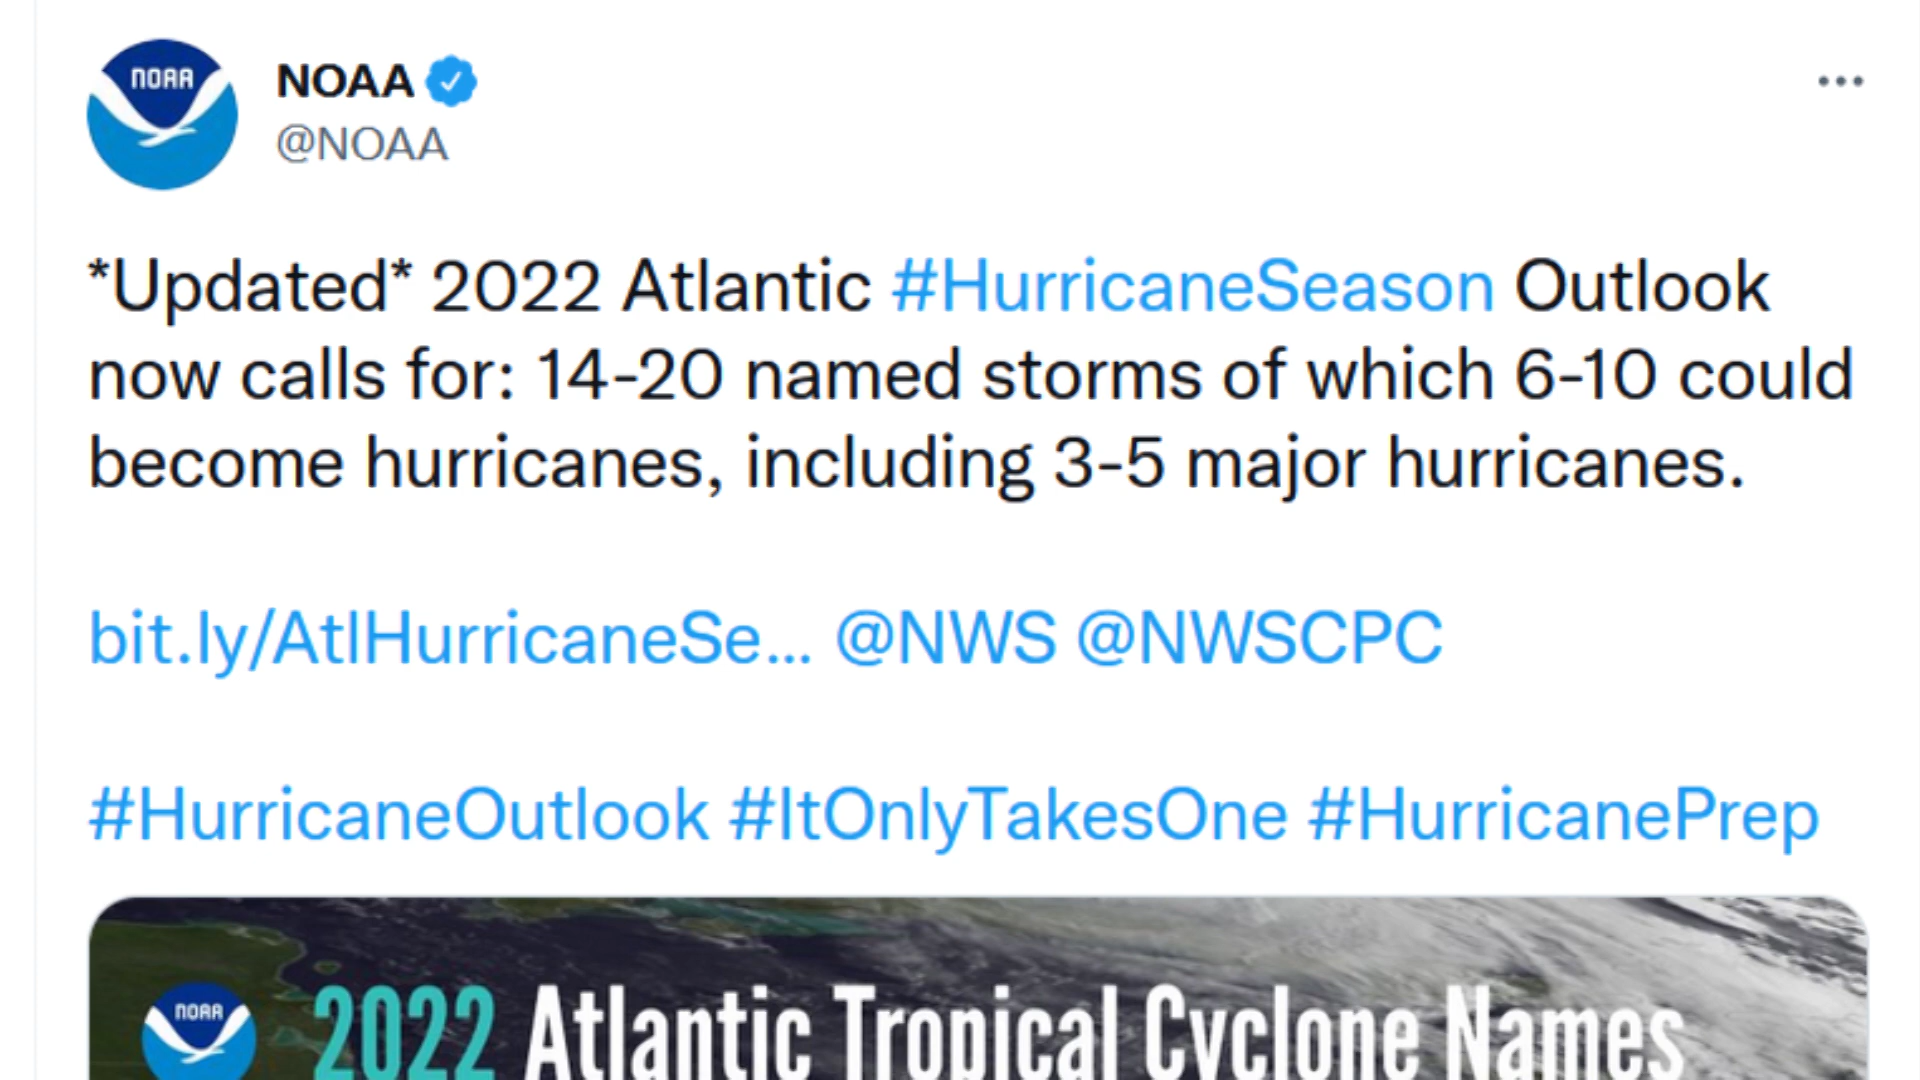 NOAA
NOAA
@NOAA
*Updated* 2022 Atlantic #HurricaneSeason Outlook
now calls for: 14-20 named storms of which 6-10 could
become hurricanes, including 3-5 major hurricanes.
bit.ly/AtlHurricaneSe... @NWS @NWSCPC
#HurricaneOutlook #ItOnlyTakesOne #HurricanePrep
NOAA
2022 Atlantic Tropical Cyclone Names